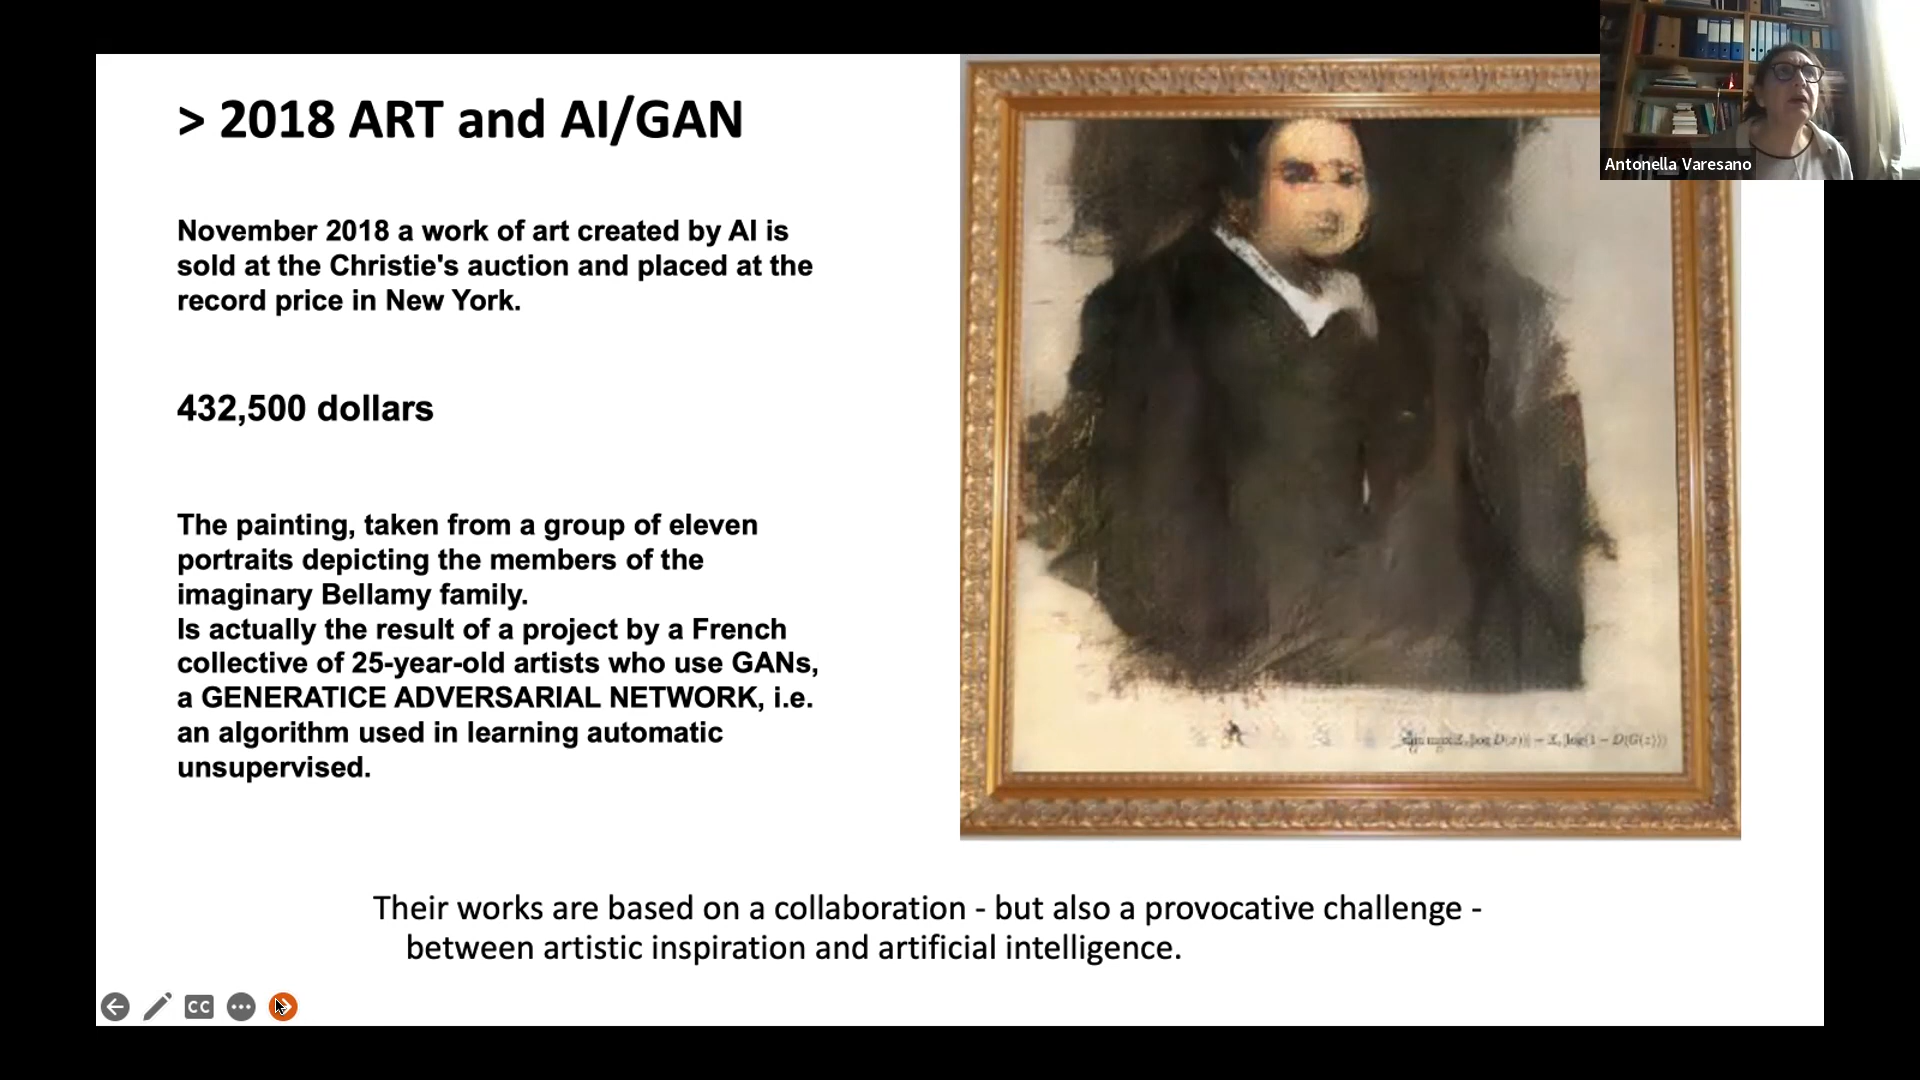 > 2018 ART and AI/GAN
Antonella Varesano
November 2018 a work of art created by AI is
sold at the Christie's auction and placed at the
record price in New York.
432,500 dollars
The painting, taken from a group of eleven
portraits depicting the members of the
imaginary Bellamy family.
Is actually the result of a project by a French
collective of 25-year-old artists who use GANs,
a GENERATICE ADVERSARIAL NETWORK, i.e.
an algorithm used in learning automatic
unsupervised.
Their works are based on a collaboration - but also a provocative challenge -
between artistic inspiration and artificial intelligence.
CC